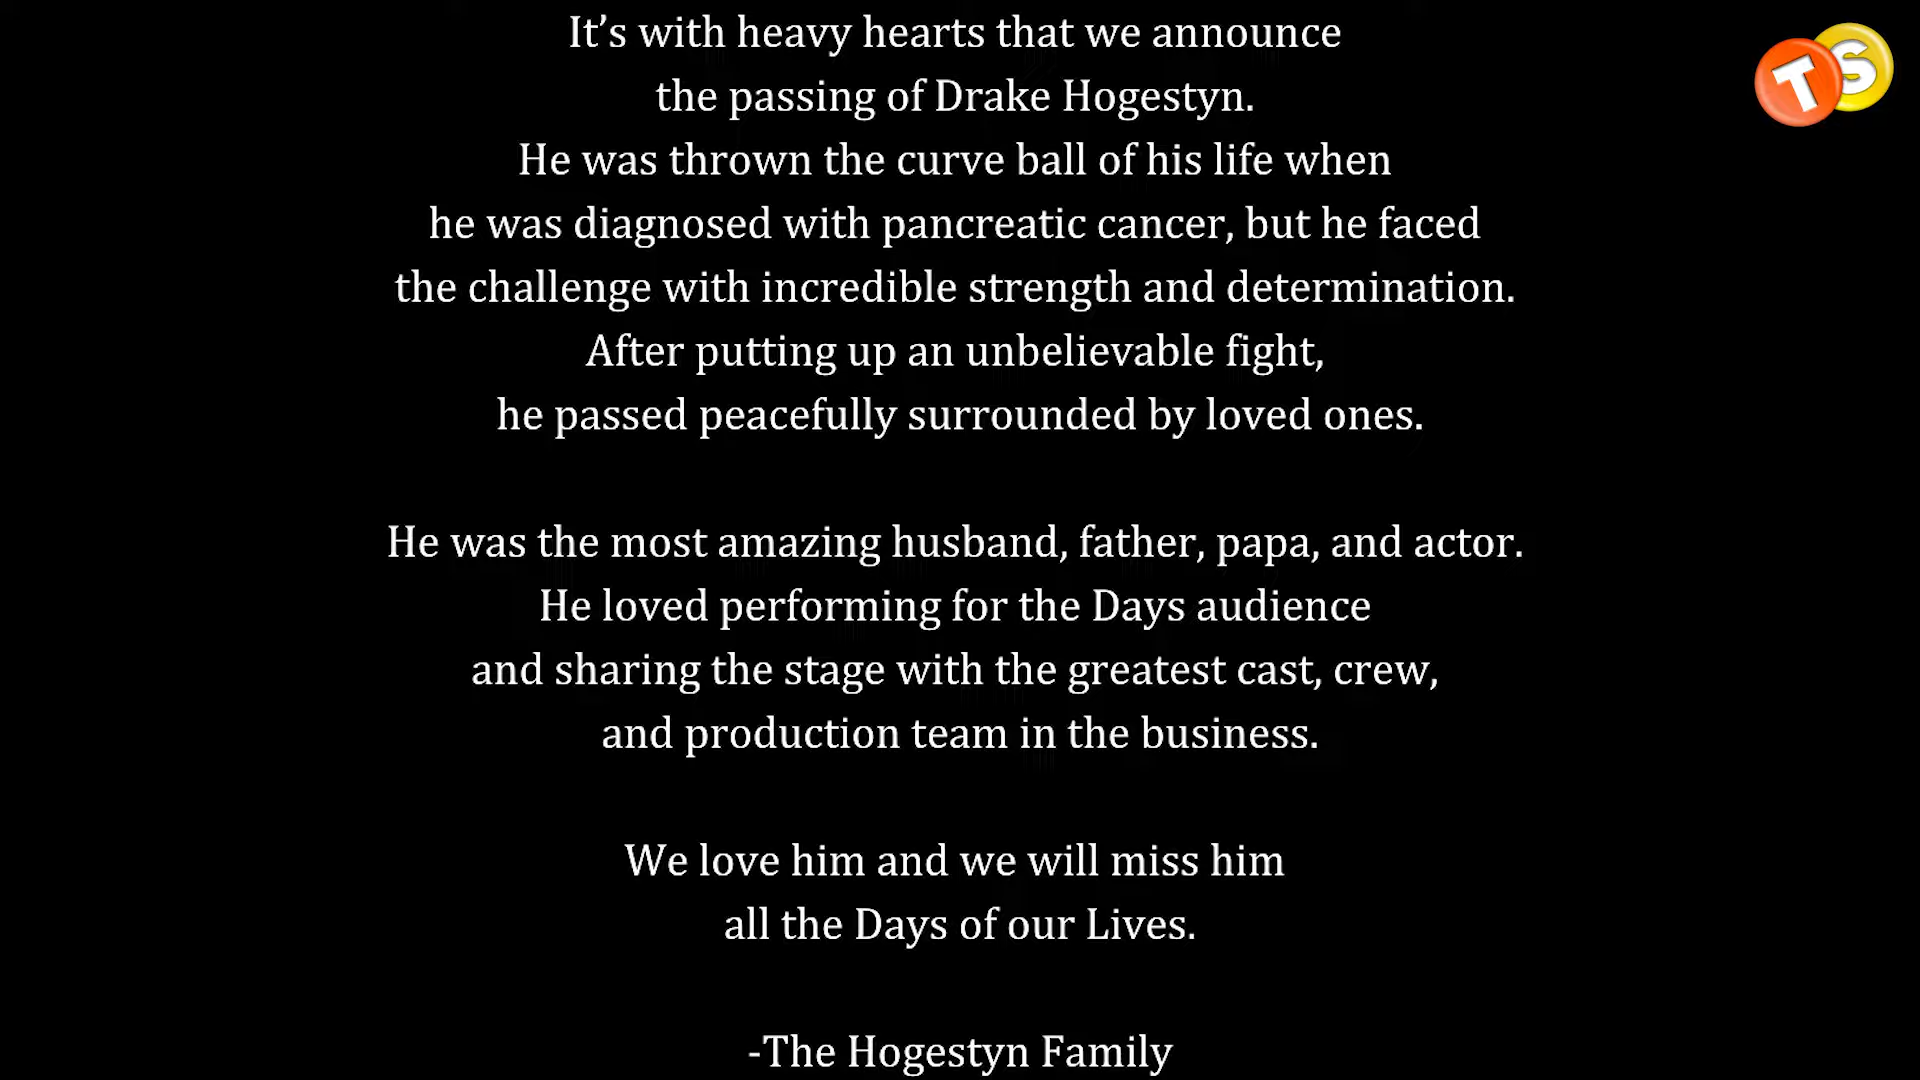 It’s with heavy hearts that we announce
the passing of Drake Hogestyn.
He was thrown the curve ball of his life when
he was diagnosed with pancreatic cancer, but he faced
the challenge with incredible strength and determination.
After putting up an unbelievable fight,
he passed peacefully surrounded by loved ones.
He was the most amazing husband, father, papa, and actor.
He loved performing for the Days audience
and sharing the stage with the greatest cast, crew,
and production team in the business.
We love him and we will miss him
all the Days of our Lives.
-The Hogestyn Family
TS